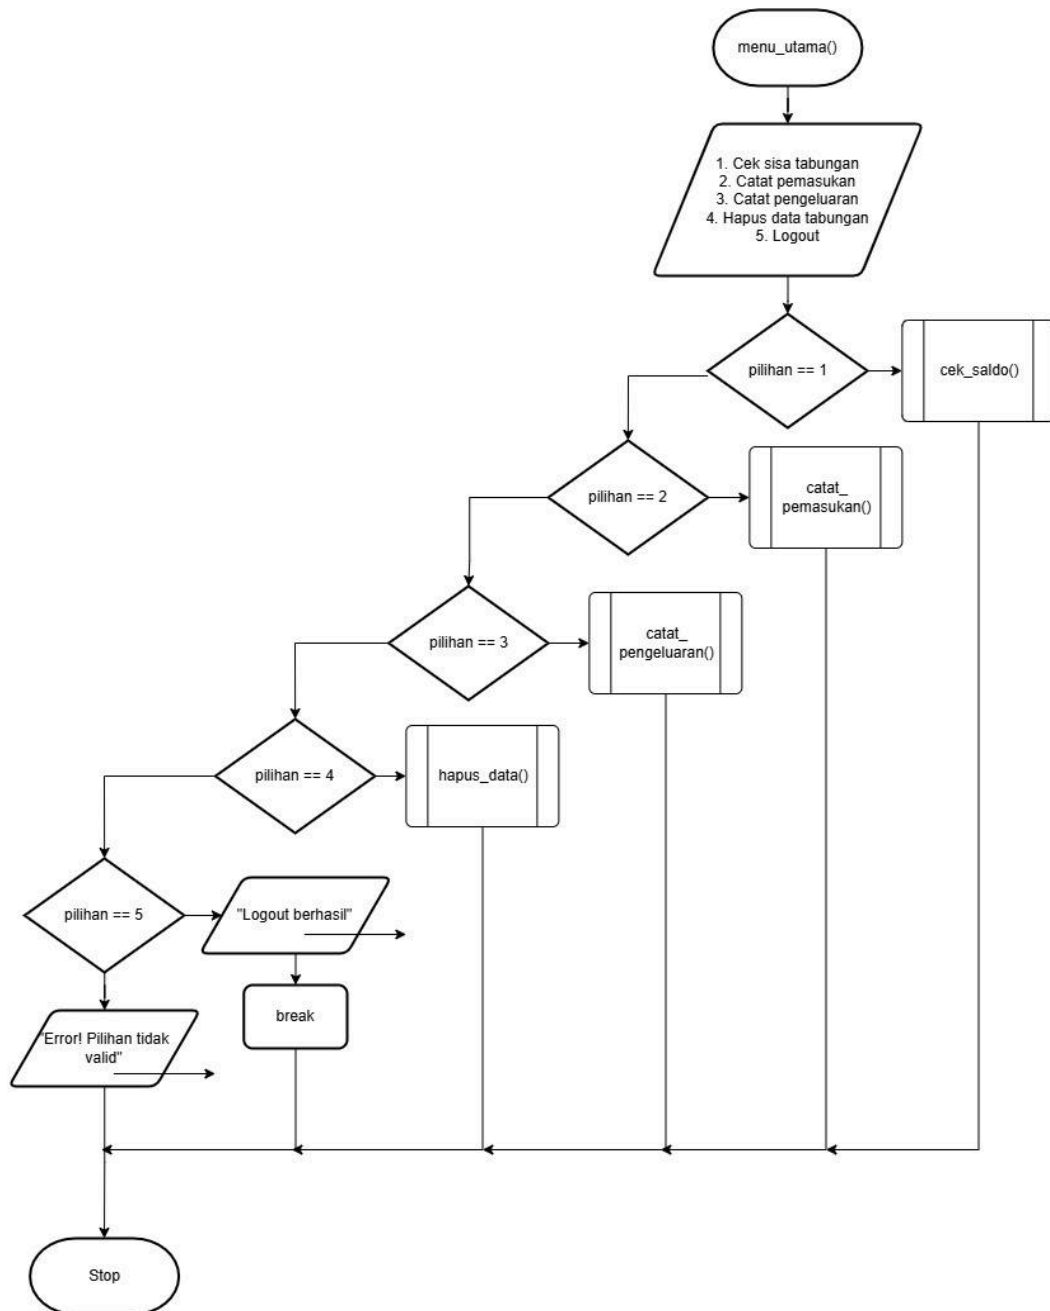 menu_utama()
1. Cek sisa tabungan
2. Catat pemasukan
3. Catat pengeluaran
4. Hapus data tabungan
5. Logout
pilihan == 1
cek_saldo()
pilihan == 2
catat_
pemasukan()
pilihan == 3
catat_
pengeluaran()
pilihan == 4
hapus_data()
pilihan == 5
"Logout berhasil"
break
"Error! Pilihan tidak
valid"
Stop